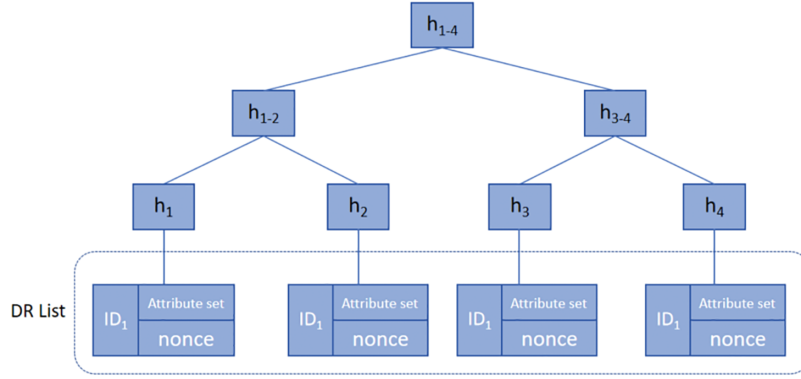 h1-4
h1-2
h3-4
h1
h2
h3
h4
DR List
ID1
Attribute set
nonce
ID1
Attribute set
nonce
ID1
Attribute set
nonce
ID1
Attribute set
nonce